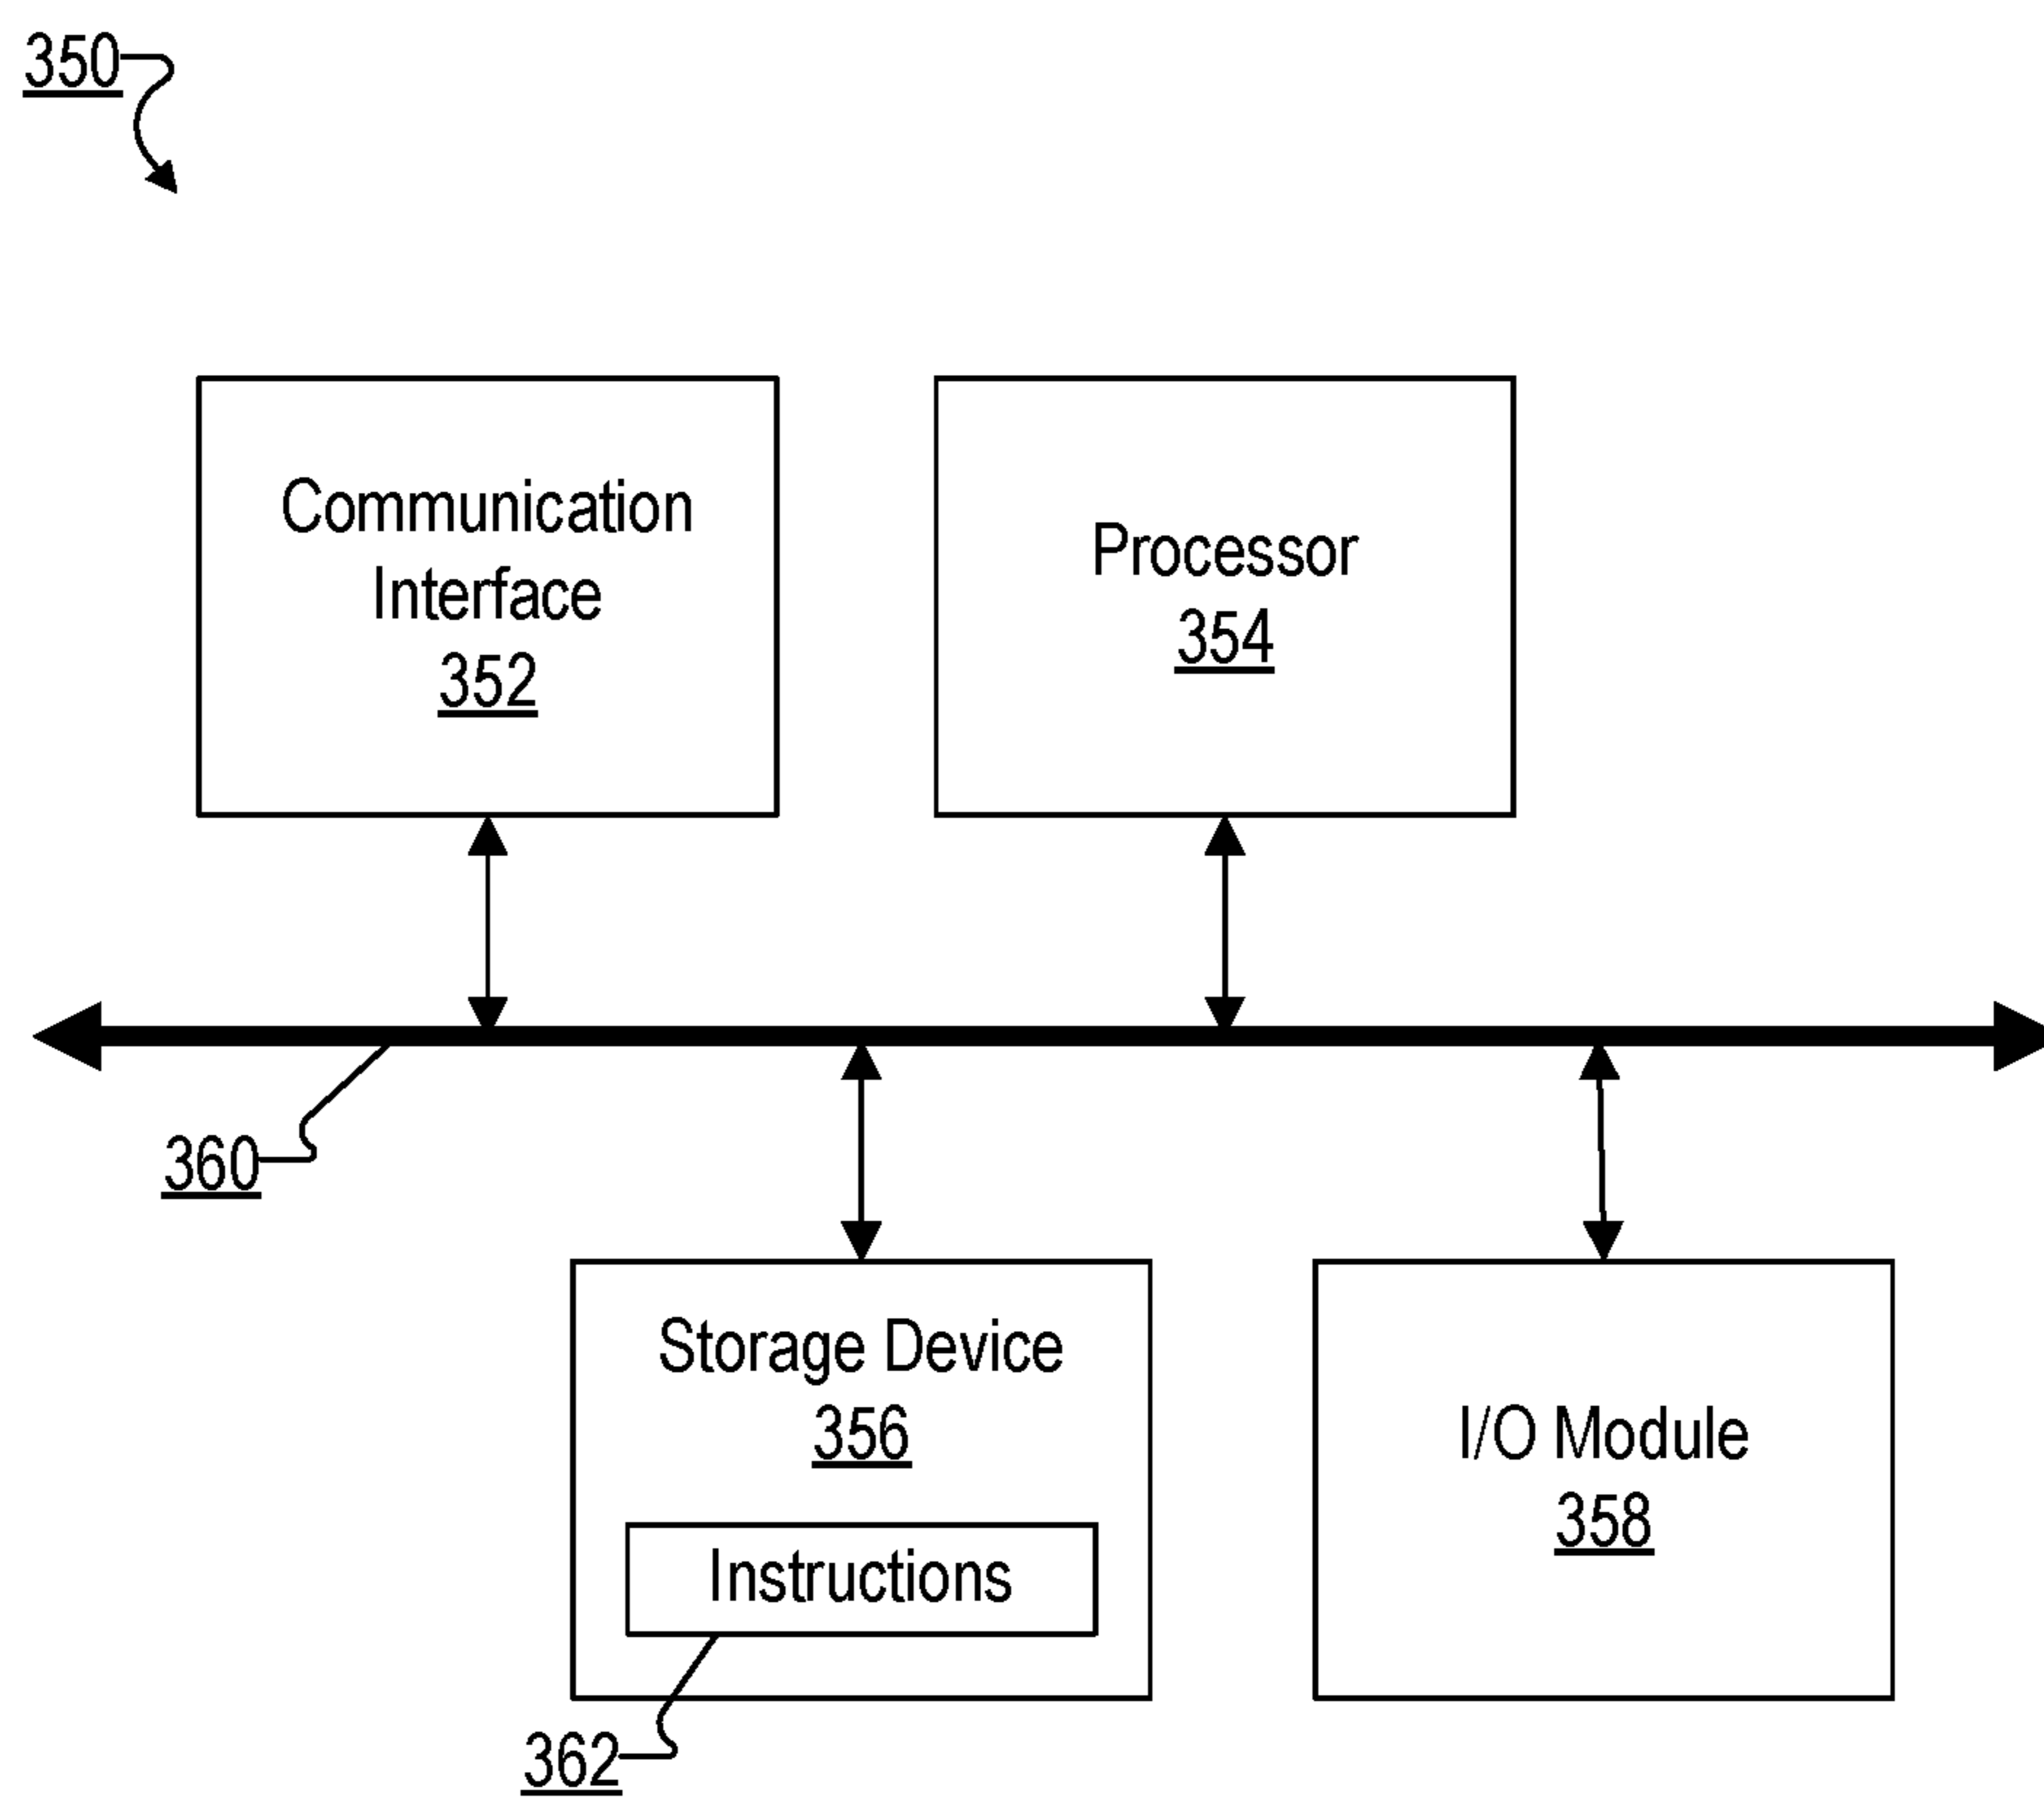 350
Communication
Interface
352
Processor
354
360
Storage Device
356
Instructions
362
I/O Module
358